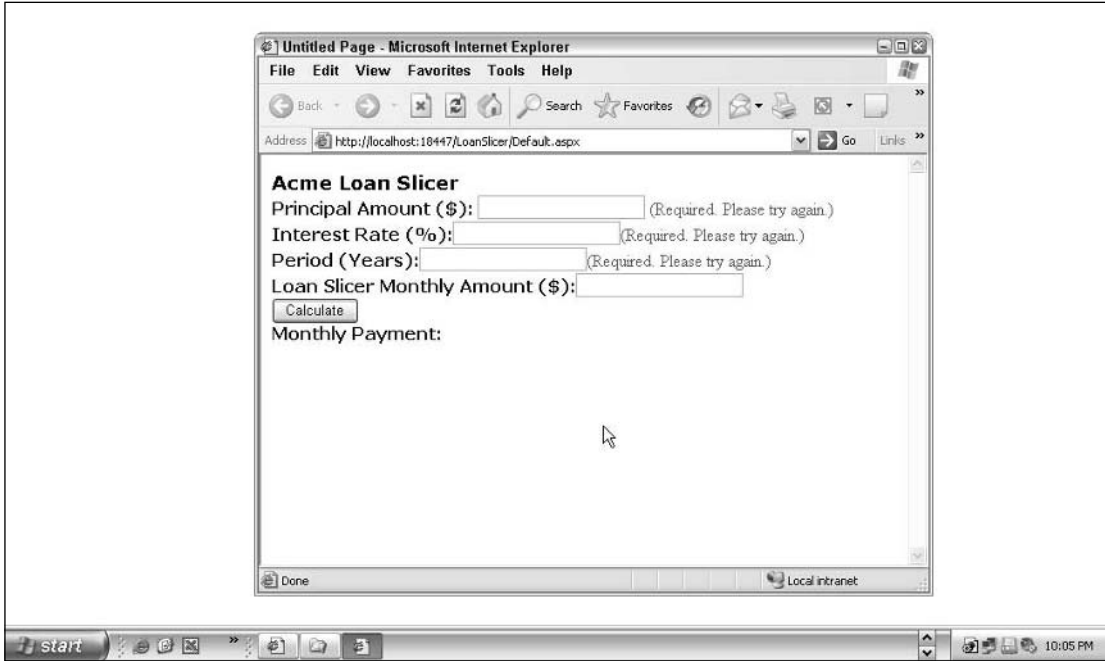 Untitled Page - Microsoft Internet Explorer
File Edit View Favorites Tools Help
Back Search Favorites »
Address http://localhost:18447/LoanSlicer/Default.aspx Go Links »
Acme Loan Slicer
Principal Amount ($): (Required. Please try again.)
Interest Rate (%): (Required. Please try again.)
Period (Years): (Required. Please try again.)
Loan Slicer Monthly Amount ($):
Calculate
Monthly Payment:
Done Local intranet
start » 10:05 PM